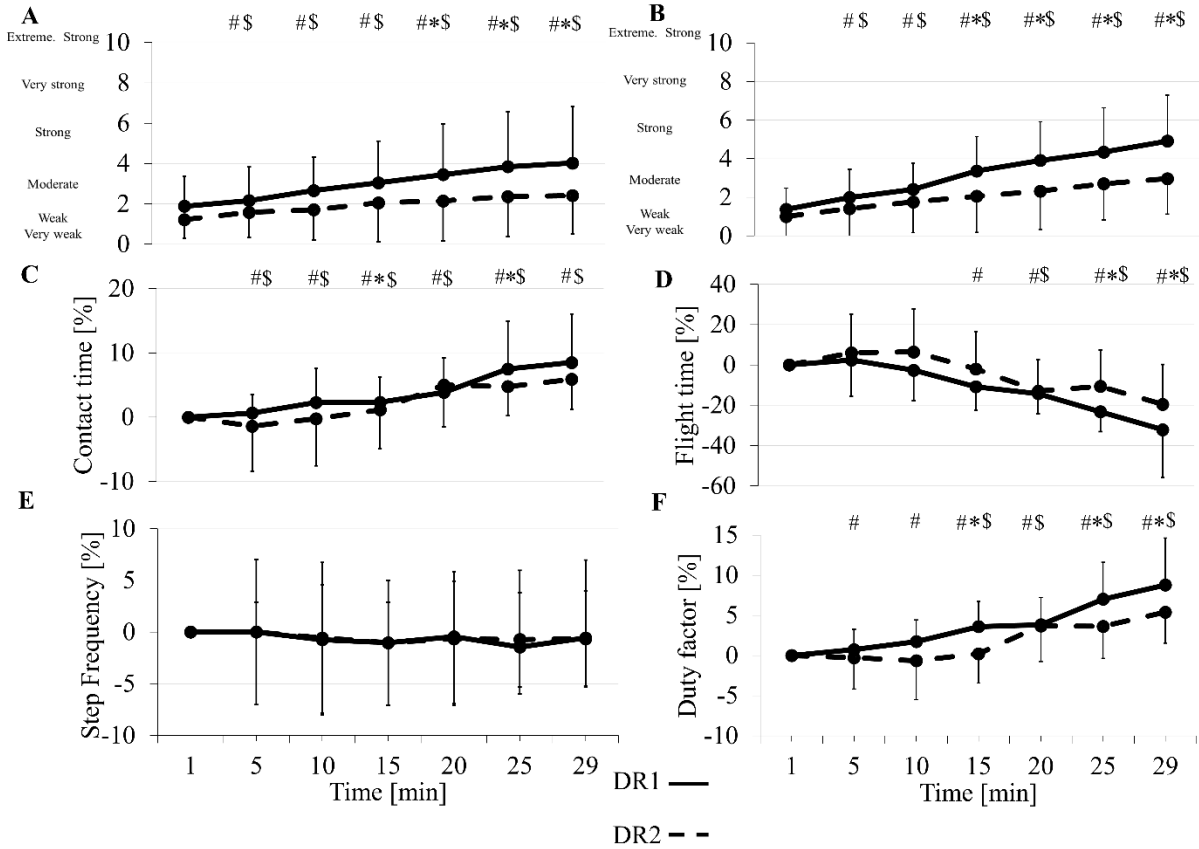 A
#$ #$ #$ #*$ #*$ #*$
Extreme. Strong
Very strong
Strong
Moderate
Weak
Very weak
10
8
6
4
2
0
B
#$ #$ #*$ #*$ #*$ #*$
Extreme. Strong
Very strong
Strong
Moderate
Weak
Very weak
10
8
6
4
2
0
C
#$ #$ #*$ #$ #*$ #$
Contact time [%]
20
10
0
-10
D
# #$ #*$ #*$
Flight time [%]
40
20
0
-20
-40
-60
E
Step Frequency [%]
10
5
0
-5
-10
1 5 10 15 20 25 29
Time [min]
F
# # #*$ #$ #*$ #*$
Duty factor [%]
15
10
5
0
-5
-10
1 5 10 15 20 25 29
Time [min]
DR1
DR2